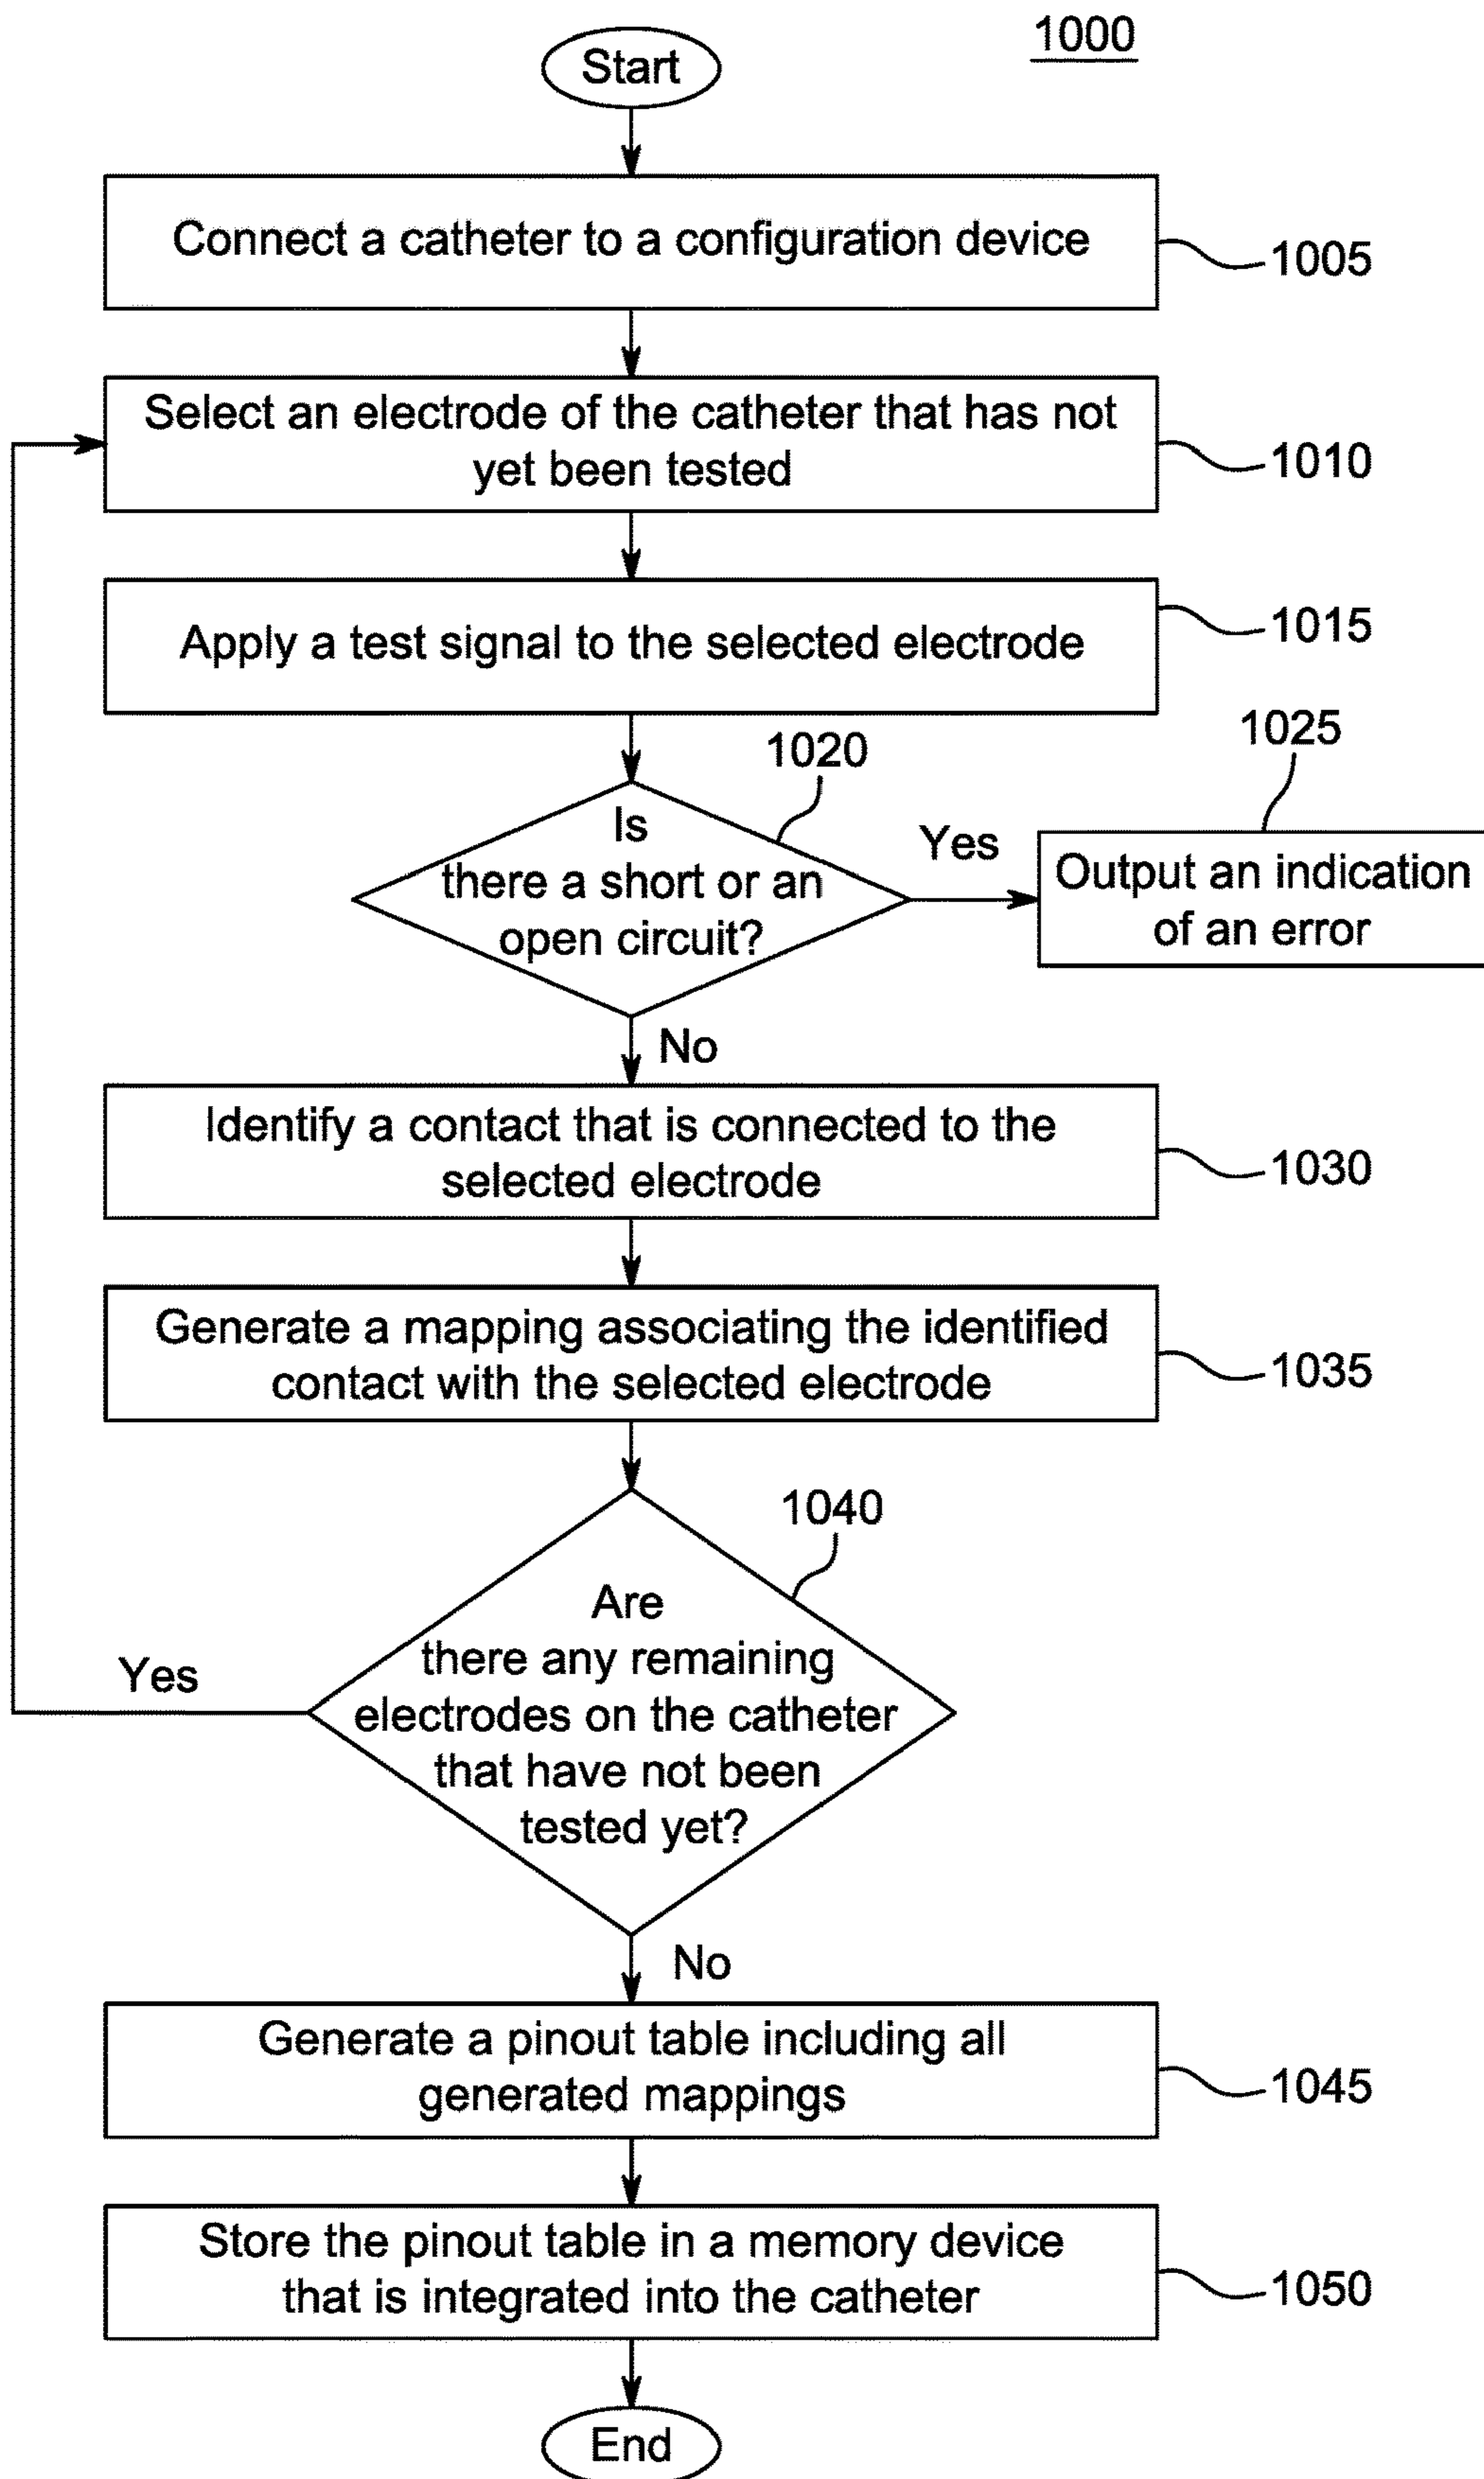 1000
Start
Connect a catheter to a configuration device
1005
Select an electrode of the catheter that has not
yet been tested
1010
Apply a test signal to the selected electrode
1015
1020
Is
there a short or an
open circuit?
Yes
1025
Output an indication
of an error
No
Identify a contact that is connected to the
selected electrode
1030
Generate a mapping associating the identified
contact with the selected electrode
1035
1040
Are
there any remaining
electrodes on the catheter
that have not been
tested yet?
Yes
No
Generate a pinout table including all
generated mappings
1045
Store the pinout table in a memory device
that is integrated into the catheter
1050
End